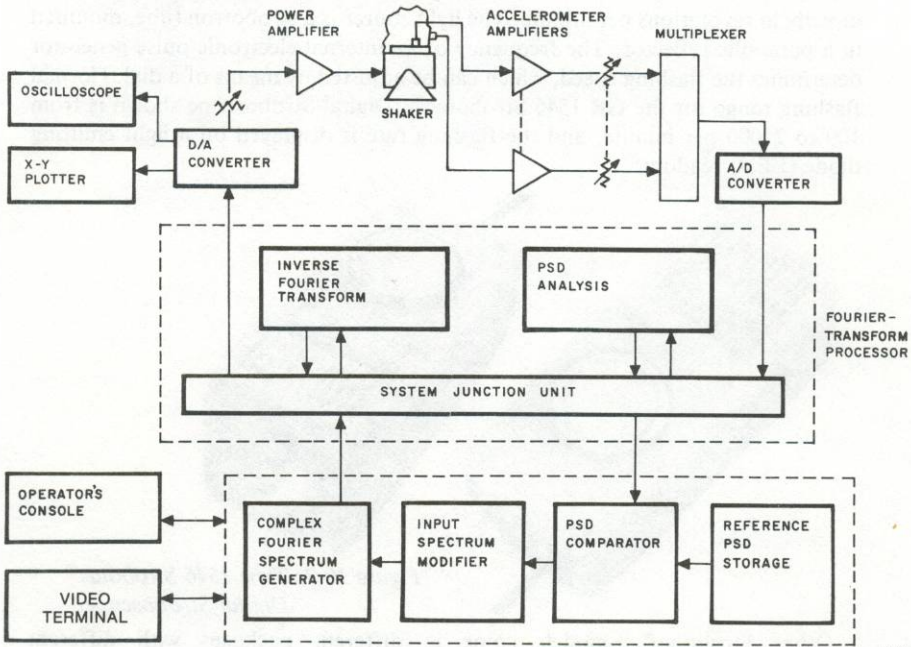 POWER
AMPLIFIER
ACCELEROMETER
AMPLIFIERS
MULTIPLEXER
OSCILLOSCOPE
SHAKER
D/A
CONVERTER
X-Y
PLOTTER
A/D
CONVERTER
INVERSE
FOURIER
TRANSFORM
PSD
ANALYSIS
FOURIER-
TRANSFORM
PROCESSOR
SYSTEM JUNCTION UNIT
OPERATOR'S
CONSOLE
VIDEO
TERMINAL
COMPLEX
FOURIER
SPECTRUM
GENERATOR
INPUT
SPECTRUM
MODIFIER
PSD
COMPARATOR
REFERENCE
PSD
STORAGE